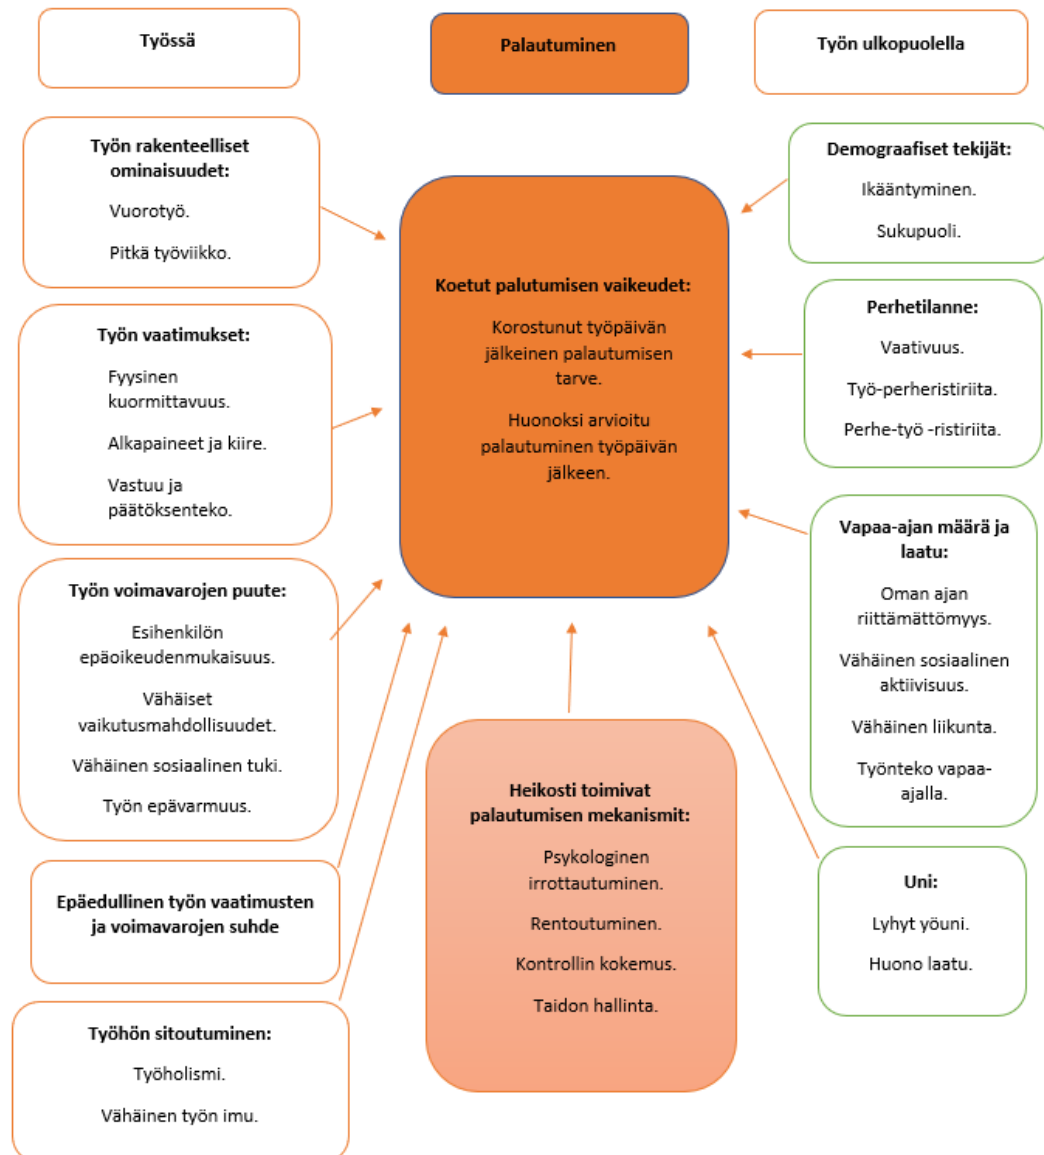 Työssä
Palautuminen
Työn ulkopuolella
Työn rakenteelliset
ominaisuudet:
Vuorotyö.
Pitkä työviikko.
Työn vaatimukset:
Fyysinen
kuormittavuus.
Alkapaineet ja kiire.
Vastuu ja
päätöksenteko.
Työn voimavarojen puute:
Esihenkilön
epäoikeudenmukaisuus.
Vähäiset
vaikutusmahdollisuudet.
Vähäinen sosiaalinen tuki.
Työn epävarmuus.
Epäedullinen työn vaatimusten
ja voimavarojen suhde
Työhön sitoutuminen:
Työholismi.
Vähäinen työn imu.
Koetut palutumisen vaikeudet:
Korostunut työpäivän
jälkeinen palautumisen
tarve.
Huonoksi arvioitu
palautuminen työpäivän
jälkeen.
Heikosti toimivat
palautumisen mekanismit:
Psykologinen
irrottautuminen.
Rentoutuminen.
Kontrollin kokemus.
Taidon hallinta.
Demograafiset tekijät:
Ikääntyminen.
Sukupuoli.
Perhetilanne:
Vaativuus.
Työ-perheristiriita.
Perhe-työ -ristiriita.
Vapaa-ajan määrä ja
laatu:
Oman ajan
riittämättömyys.
Vähäinen sosiaalinen
aktiivisuus.
Vähäinen liikunta.
Työnteko vapaa-
ajalla.
Uni:
Lyhyt yöuni.
Huono laatu.